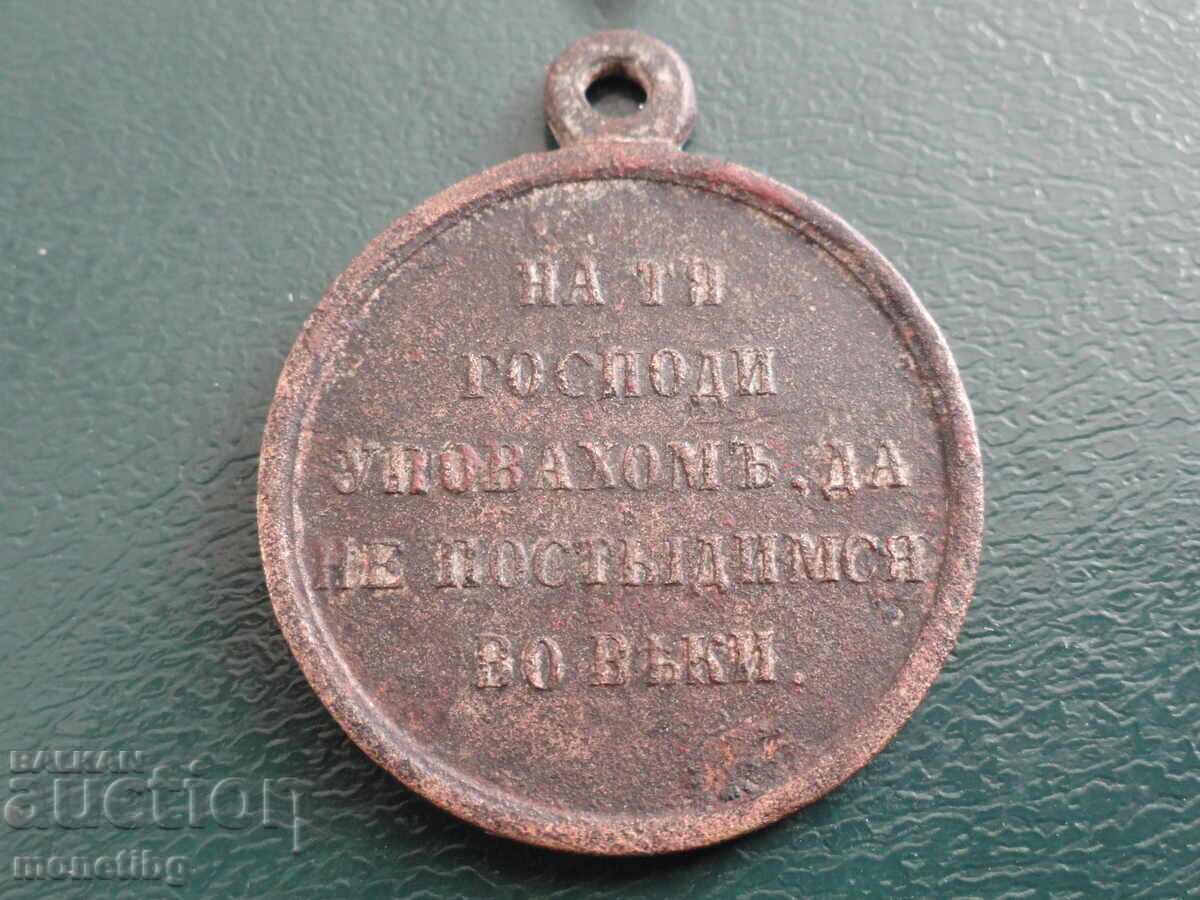 НА ТЯ
ГОСПОДИ
УПОВАХОМЪ, ДА
НЕ ПОСТЫДИМСЯ
ВО ВѢКИ.
BALKAN
auction
monetibg